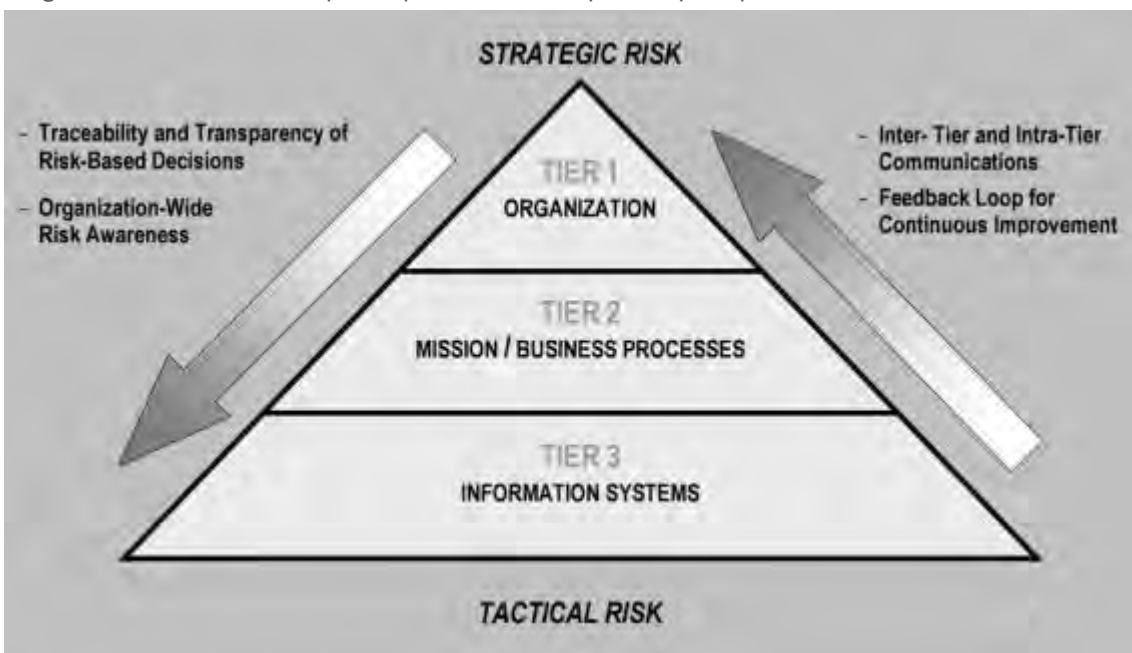 STRATEGIC RISK
- Traceability and Transparency of
Risk-Based Decisions
- Organization-Wide
Risk Awareness
- Inter- Tier and Intra-Tier
Communications
- Feedback Loop for
Continuous Improvement
TIER 1
ORGANIZATION
TIER 2
MISSION / BUSINESS PROCESSES
TIER 3
INFORMATION SYSTEMS
TACTICAL RISK